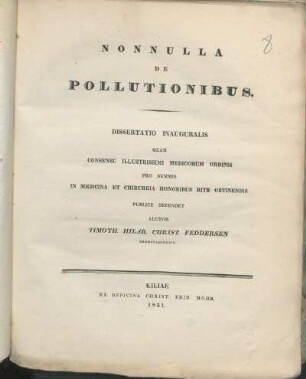 8
NONNULLA
DE
POLLUTIONIBUS.
DISSERTATIO INAUGURALIS
QUAM
CONSENSU ILLUSTRISSIMI MEDICORUM ORDINIS
PRO SUMMIS
IN MEDICINA ET CHIRURGIA HONORIBUS RITE OBTINENDIS
PUBLICE DEFENDET
AUCTOR
TIMOTH. HILAR. CHRIST. FEDDERSEN
KILIAE
EX OFFICINA CHRIST. FRID. MOHR.
1831.